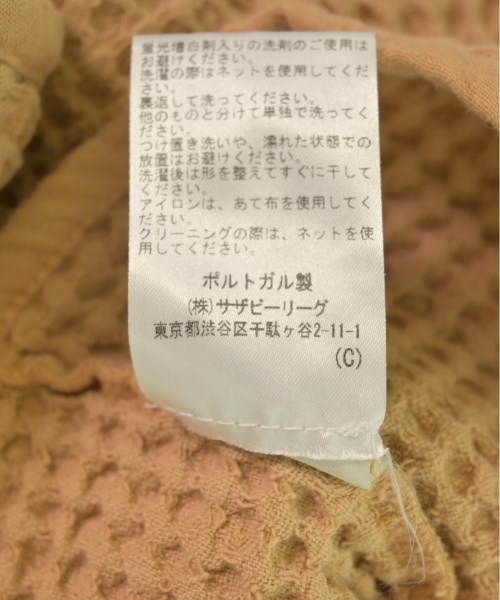 蛍光増白剤入りの洗剤のご使用は
お避けください。
洗濯の際はネットを使用してくだ
さい。
裏返して洗ってください。
他のものと分けて単独で洗ってく
ださい。
つけ置き洗いや、濡れた状態での
放置はお避けください。
洗濯後は形を整えてすぐに干して
ください。
アイロンは、あて布を使用してく
ださい。
クリーニングの際は、ネットを使
用してください。
ポルトガル製
(株)サザビーリーグ
東京都渋谷区千駄ヶ谷2-11-1
(C)